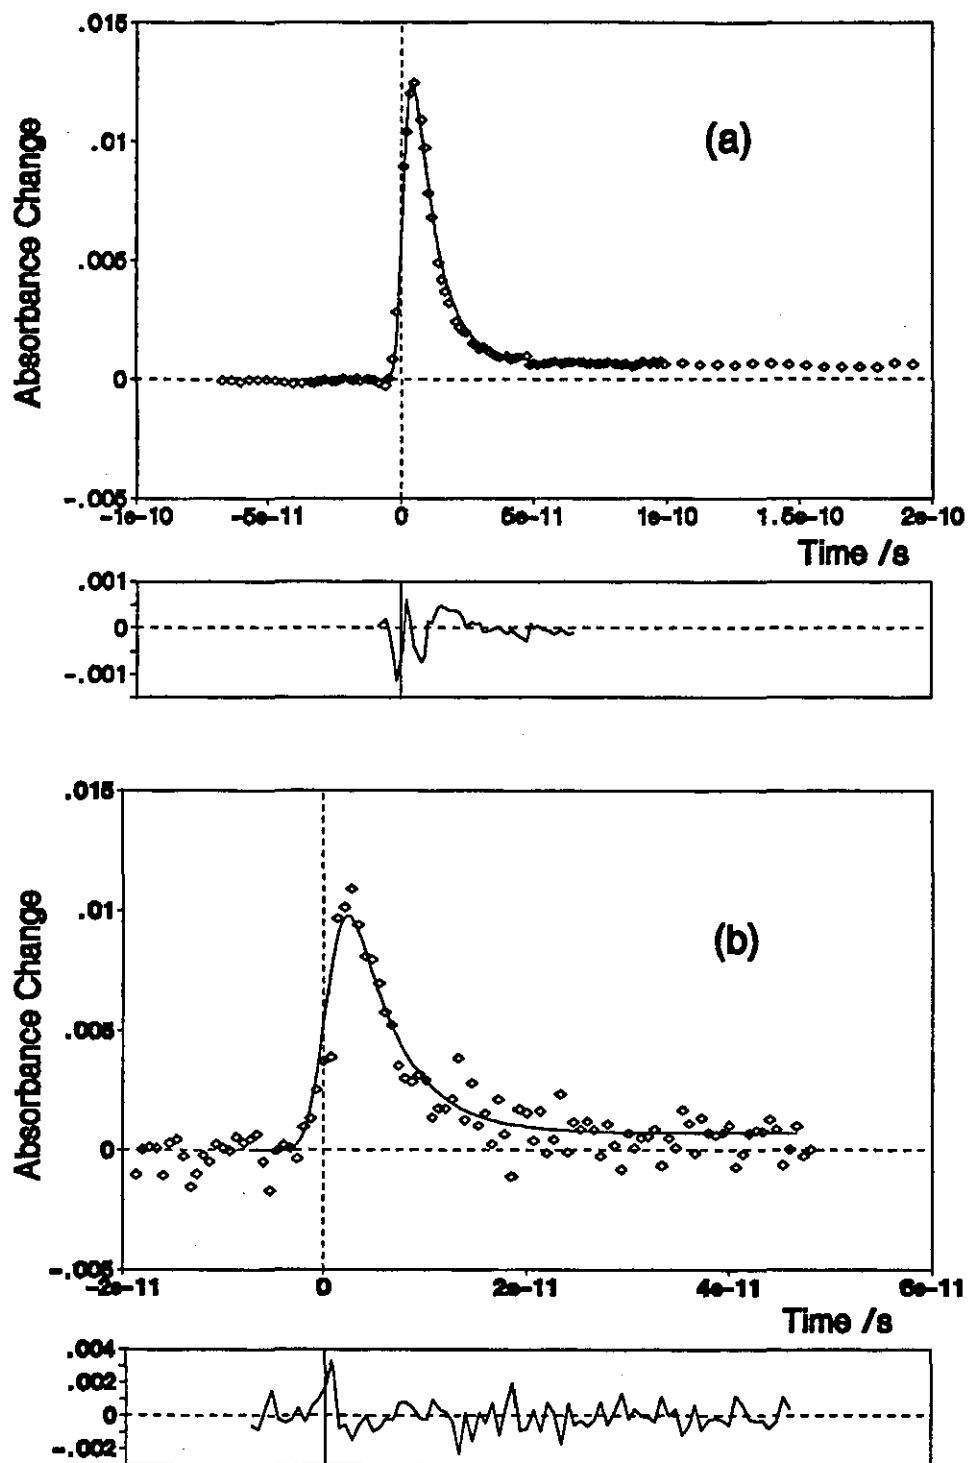 .015
(a)
.01
Absorbance Change
.005
0
-.005
-1e-10 -5e-11 0 5e-11 1e-10 1.5e-10 2e-10
Time /s
.001
0
-.001
.015
.01
(b)
Absorbance Change
.005
0
-.005
-2e-11 0 2e-11 4e-11 6e-11
Time /s
.004
.002
0
-.002